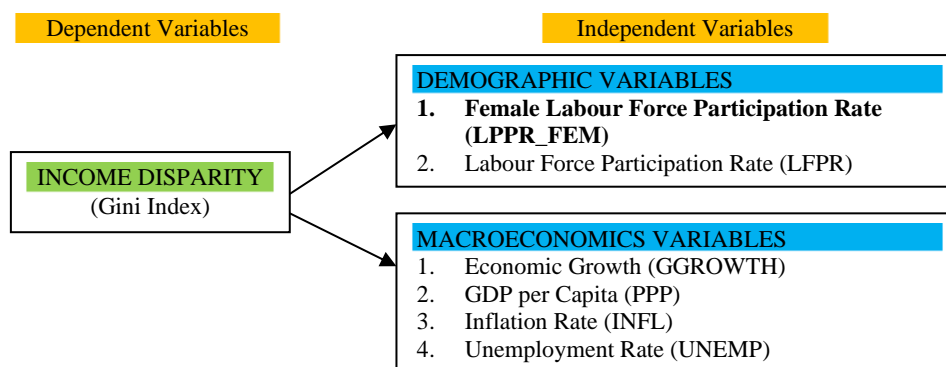 Dependent Variables
Independent Variables
INCOME DISPARITY
(Gini Index)
DEMOGRAPHIC VARIABLES
1. Female Labour Force Participation Rate
(LPPR_FEM)
2. Labour Force Participation Rate (LFPR)
MACROECONOMICS VARIABLES
1. Economic Growth (GGROWTH)
2. GDP per Capita (PPP)
3. Inflation Rate (INFL)
4. Unemployment Rate (UNEMP)